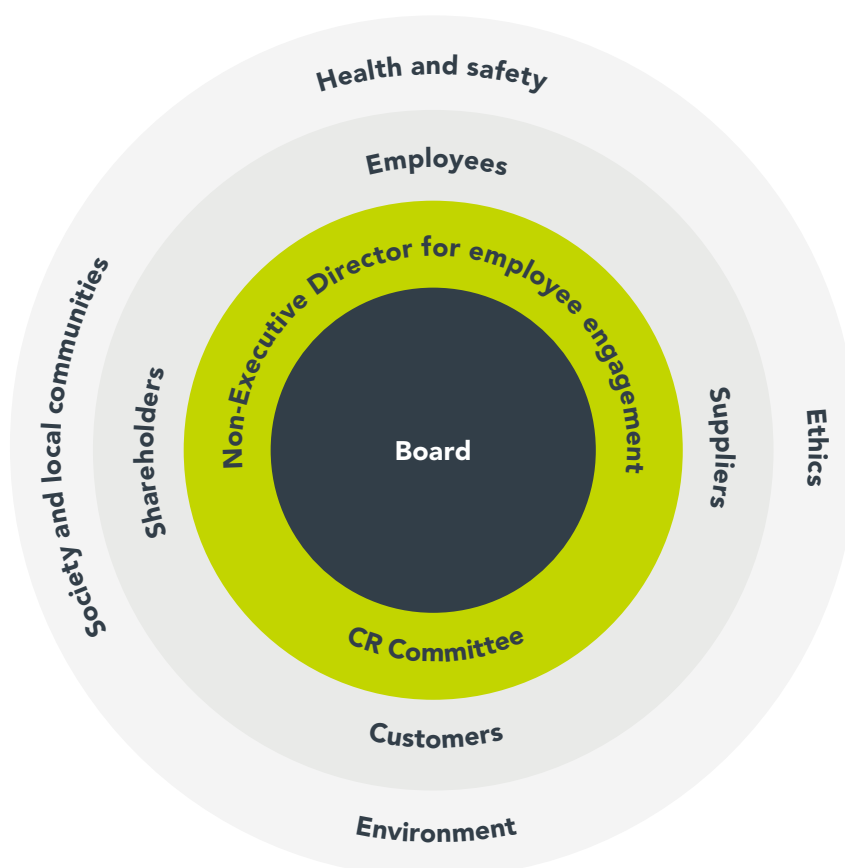 Health and safety
Employees
Non-Executive Director for employee engagement
Society and local communities
Shareholders
Board
Suppliers
Ethics
CR Committee
Customers
Environment